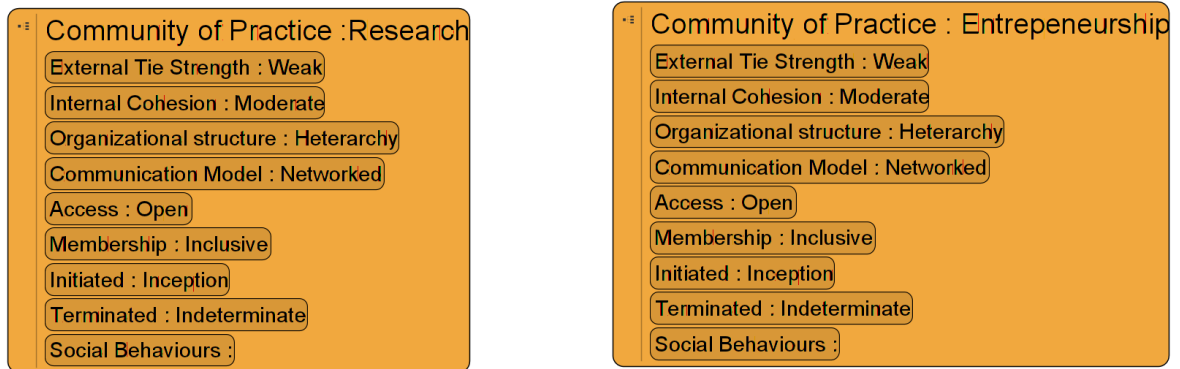 Community of Practice :Research
External Tie Strength : Weak
Internal Cohesion : Moderate
Organizational structure : Heterarchy
Communication Model : Networked
Access : Open
Membership : Inclusive
Initiated : Inception
Terminated : Indeterminate
Social Behaviours :
Community of Practice : Entrepeneurship
External Tie Strength : Weak
Internal Cohesion : Moderate
Organizational structure : Heterarchy
Communication Model : Networked
Access : Open
Membership : Inclusive
Initiated : Inception
Terminated : Indeterminate
Social Behaviours :